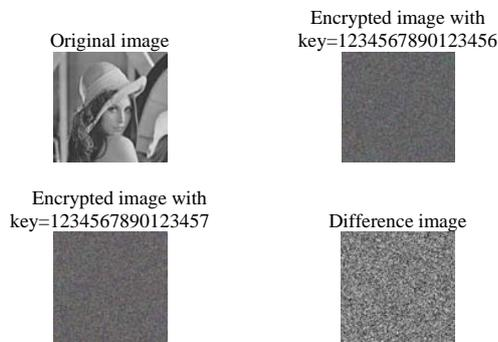 Original image
Encrypted image with
key=1234567890123456
Encrypted image with
key=1234567890123457
Difference image